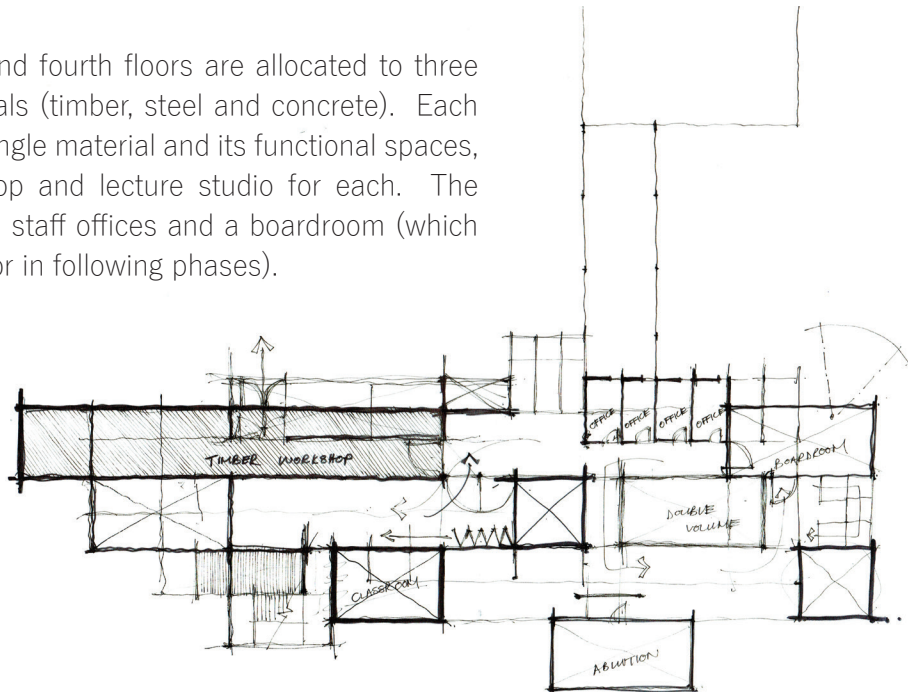 nd fourth floors are allocated to three
als (timber, steel and concrete).  Each
ngle material and its functional spaces,
op and lecture studio for each.  The
staff offices and a boardroom (which
or in following phases).
OFFICE OFFICE OFFICE OFFICE
BOARDROOM
TIMBER WORKSHOP
DOUBLE
VOLUME
CLASSROOM
ABLUTION